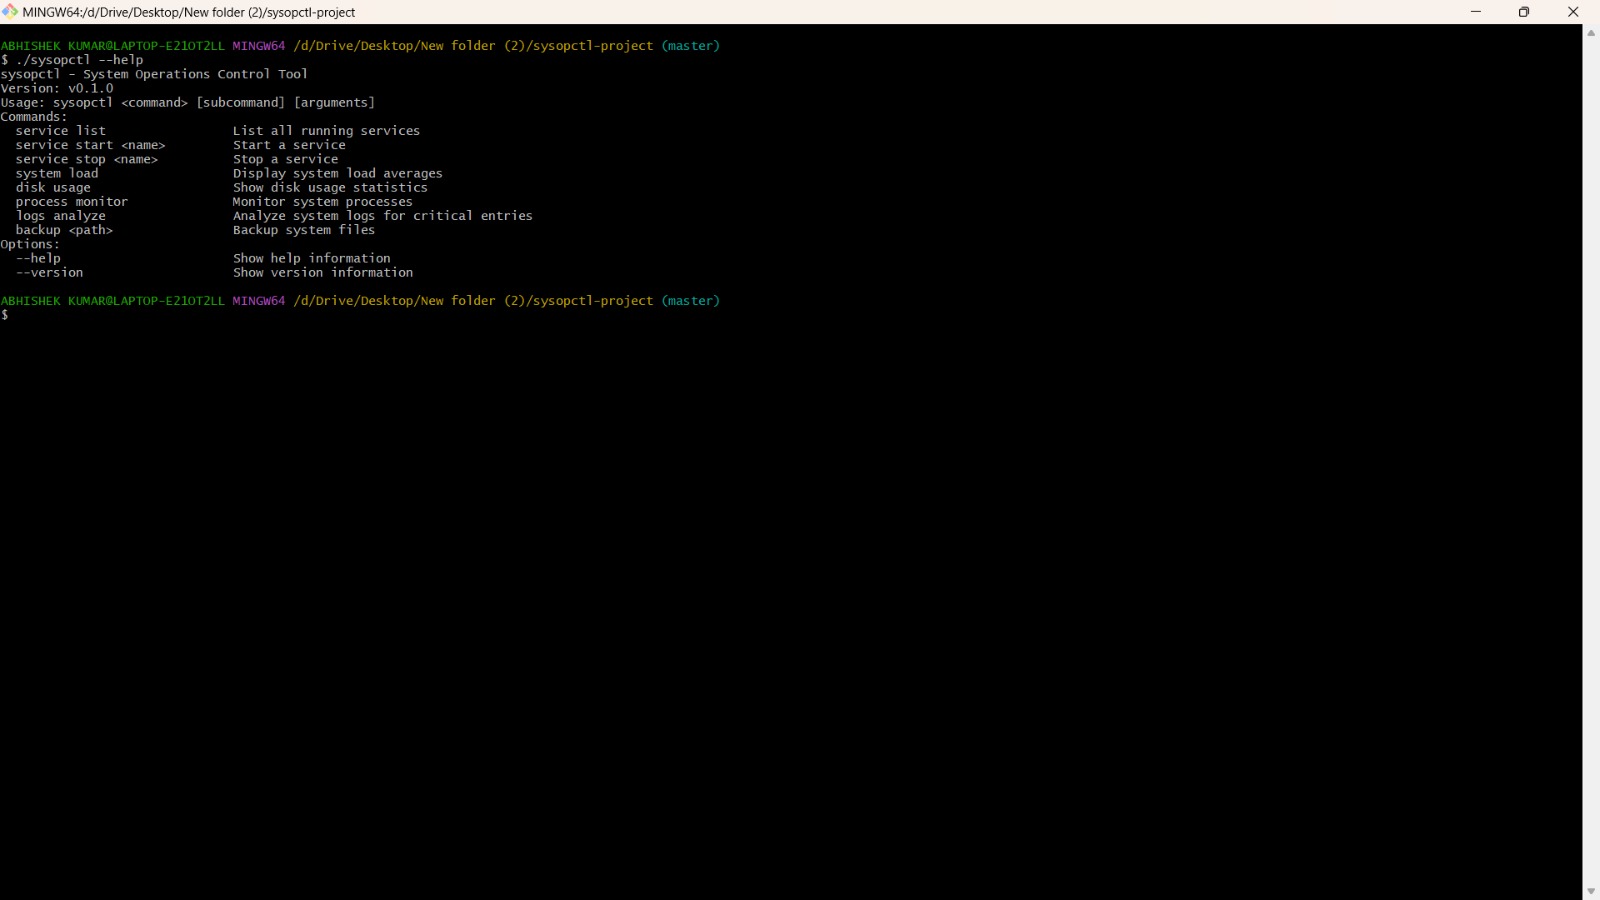 MINGW64:/d/Drive/Desktop/New folder (2)/sysopctl-project
ABHISHEK KUMAR@LAPTOP-E21OT2LL MINGW64 /d/Drive/Desktop/New folder (2)/sysopctl-project (master)
$ ./sysopctl --help
sysopctl - System Operations Control Tool
Version: v0.1.0
Usage: sysopctl <command> [subcommand] [arguments]
Commands:
  service list                 List all running services
  service start <name>         Start a service
  service stop <name>          Stop a service
  system load                  Display system load averages
  disk usage                   Show disk usage statistics
  process monitor              Monitor system processes
  logs analyze                 Analyze system logs for critical entries
  backup <path>                Backup system files
Options:
  --help                       Show help information
  --version                    Show version information
ABHISHEK KUMAR@LAPTOP-E21OT2LL MINGW64 /d/Drive/Desktop/New folder (2)/sysopctl-project (master)
$